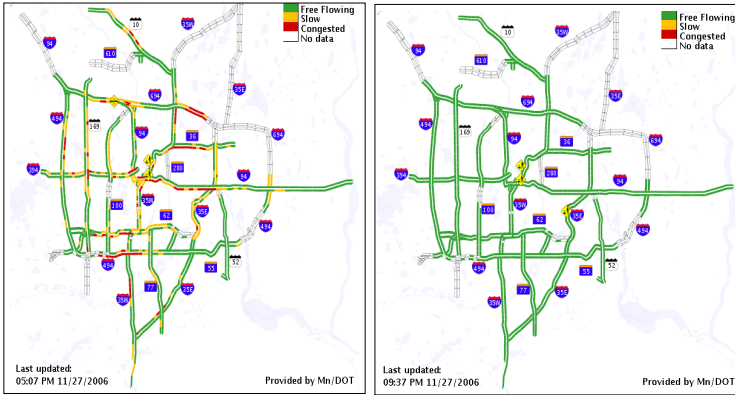 Free Flowing
Slow
Congested
No data
94
10
35W
610
35E
694
494
169
94
36
694
280
394
94
100
35W
62
35E
494
494
55
52
77
35W
35E
Last updated:
05:07 PM 11/27/2006
Provided by Mn/DOT
Free Flowing
Slow
Congested
No data
94
10
35W
610
35E
694
494
169
94
36
694
280
394
94
100
35W
62
35E
494
494
55
52
77
35W
35E
Last updated:
09:37 PM 11/27/2006
Provided by Mn/DOT